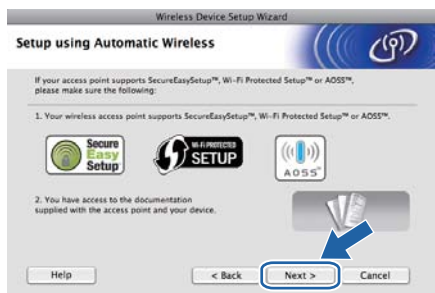 Wireless Device Setup Wizard
Setup using Automatic Wireless
If your access point supports SecureEasySetup™, Wi-Fi Protected Setup™ or AOSS™,
please make sure the following:
1. Your wireless access point supports SecureEasySetup™, Wi-Fi Protected Setup™ or AOSS™.
Secure
Easy
Setup
WI-FI PROTECTED
SETUP
AOSS™
2. You have access to the documentation
supplied with the access point and your device.
Help
< Back
Next >
Cancel